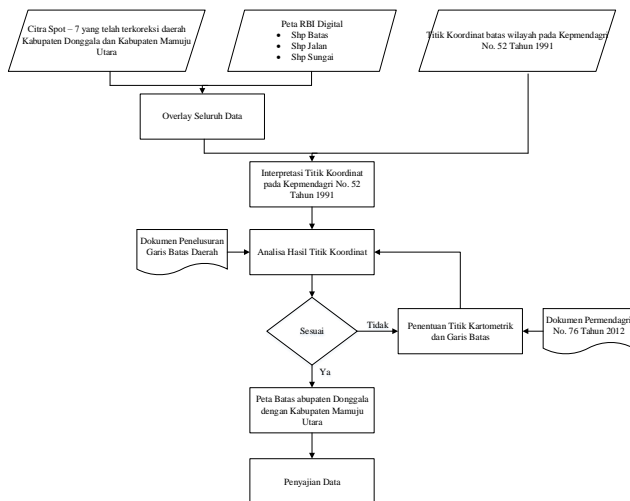 Citra Spot – 7 yang telah terkoreksi daerah
Kabupaten Donggala dan Kabupaten Mamuju
Utara
Peta RBI Digital
• Shp Batas
• Shp Jalan
• Shp Sungai
Titik Koordinat batas wilayah pada Kepmendagri
No. 52 Tahun 1991
Overlay Seluruh Data
Interpretasi Titik Koordinat
pada Kepmendagri No. 52
Tahun 1991
Dokumen Penelusuran
Garis Batas Daerah
Analisa Hasil Titik Koordinat
Sesuai
Tidak
Penentuan Titik Kartometrik
dan Garis Batas
Dokumen Permendagri
No. 76 Tahun 2012
Ya
Peta Batas abupaten Donggala
dengan Kabupaten Mamuju
Utara
Penyajian Data